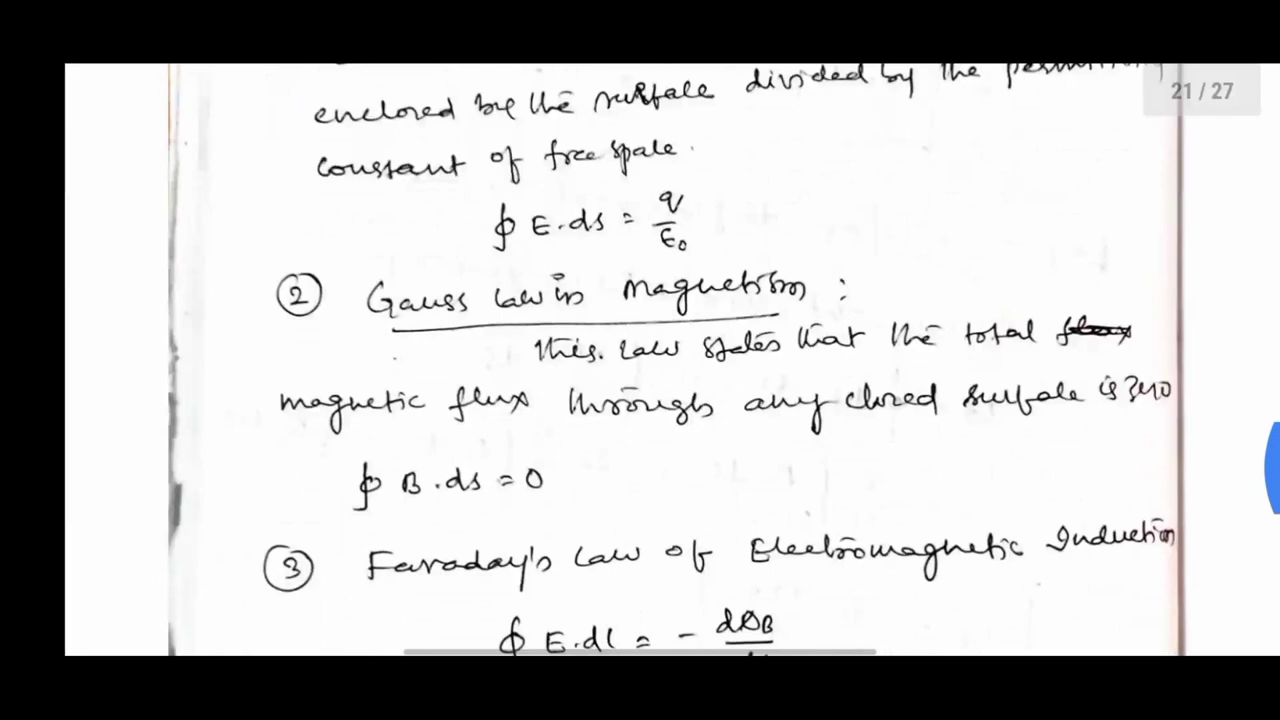 enclosed by the surface divided by the permittivity
21 / 27
constant of free space.
∮ E.ds = q/ε₀
② Gauss law in magnetism :
this. law states that the total
magnetic flux through any closed surface is zero
∮ B.ds = 0
③ Faraday's Law of Electromagnetic Induction
∮ E.dl = - dØB